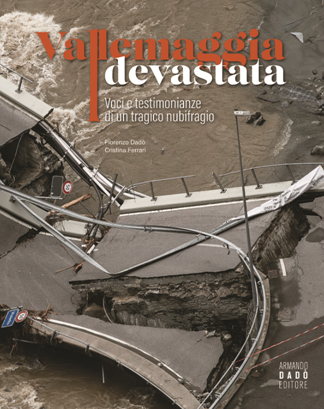 Vallemaggia
devastata
Voci e testimonianze
di un tragico nubifragio
Fiorenzo Dadò
Cristina Ferrari
ARMANDO
DADÒ
EDITORE